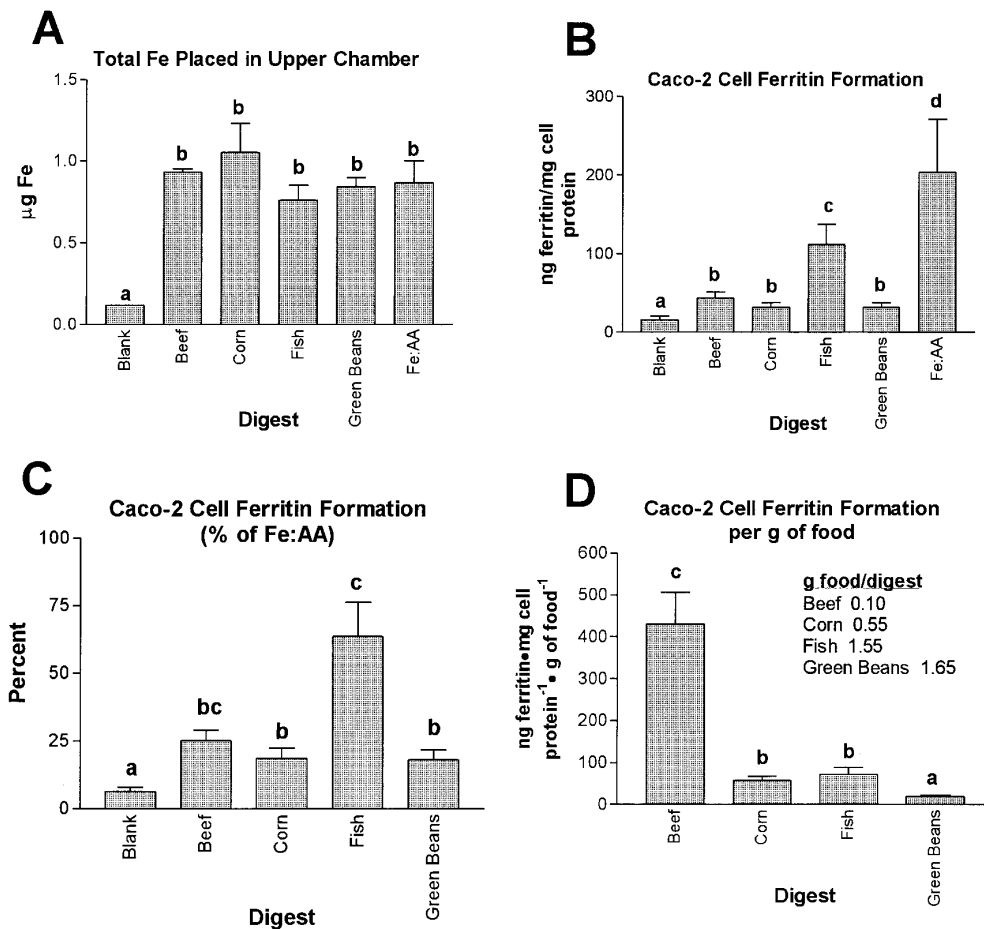 A
Total Fe Placed in Upper Chamber
µg Fe
1.5
1.0
0.5
0.0
a
b
b
b
b
b
Blank
Beef
Corn
Fish
Green Beans
Fe:AA
Digest
B
Caco-2 Cell Ferritin Formation
ng ferritin/mg cell
protein
300
200
100
0
a
b
b
c
b
d
Blank
Beef
Corn
Fish
Green Beans
Fe:AA
Digest
C
Caco-2 Cell Ferritin Formation
(% of Fe:AA)
Percent
100
75
50
25
0
a
bc
b
c
b
Blank
Beef
Corn
Fish
Green Beans
Digest
D
Caco-2 Cell Ferritin Formation
per g of food
ng ferritin•mg cell
protein⁻¹• g of food⁻¹
600
500
400
300
200
100
0
c
b
b
a
g food/digest
Beef 0.10
Corn 0.55
Fish 1.55
Green Beans 1.65
Beef
Corn
Fish
Green Beans
Digest